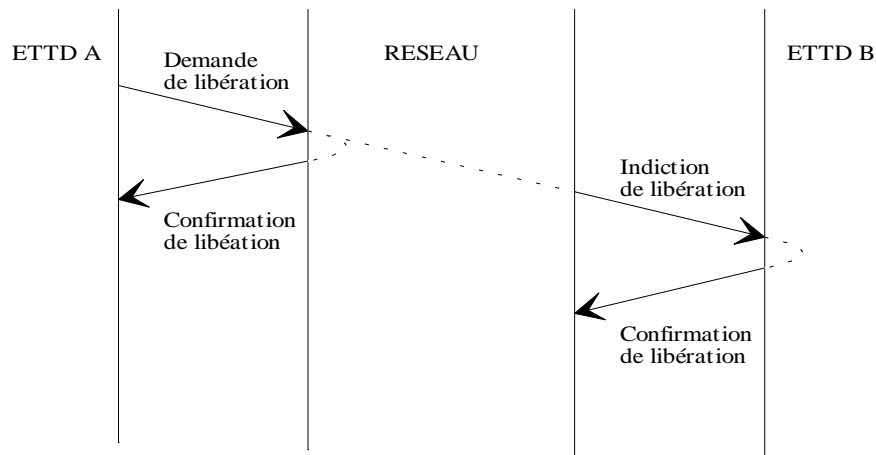 ETTD A
Demande
de libération
RESEAU
ETTD B
Indiction
de libération
Confirmation
de libéation
Confirmation
de libération